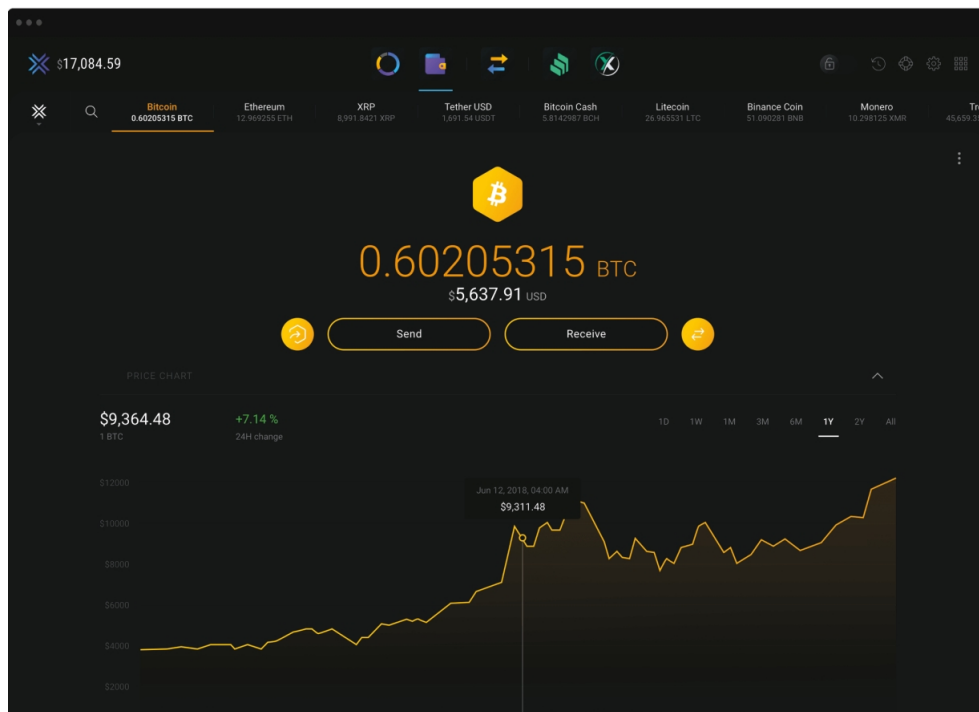 $17,084.59
Bitcoin Ethereum XRP Tether USD Bitcoin Cash Litecoin Binance Coin Monero Tr
0.60205315 BTC 12.969255 ETH 8,991.8421 XRP 1,691.54 USDT 5.8142987 BCH 26.965531 LTC 51.090281 BNB 10.298125 XMR 45,659.3
0.60205315 BTC
$5,637.91 USD
Send Receive
PRICE CHART
$9,364.48 +7.14 % 1D 1W 1M 3M 6M 1Y 2Y All
1 BTC 24H change
$12000
Jun 12, 2018, 04:00 AM
$9,311.48
$10000
$8000
$6000
$4000
$2000